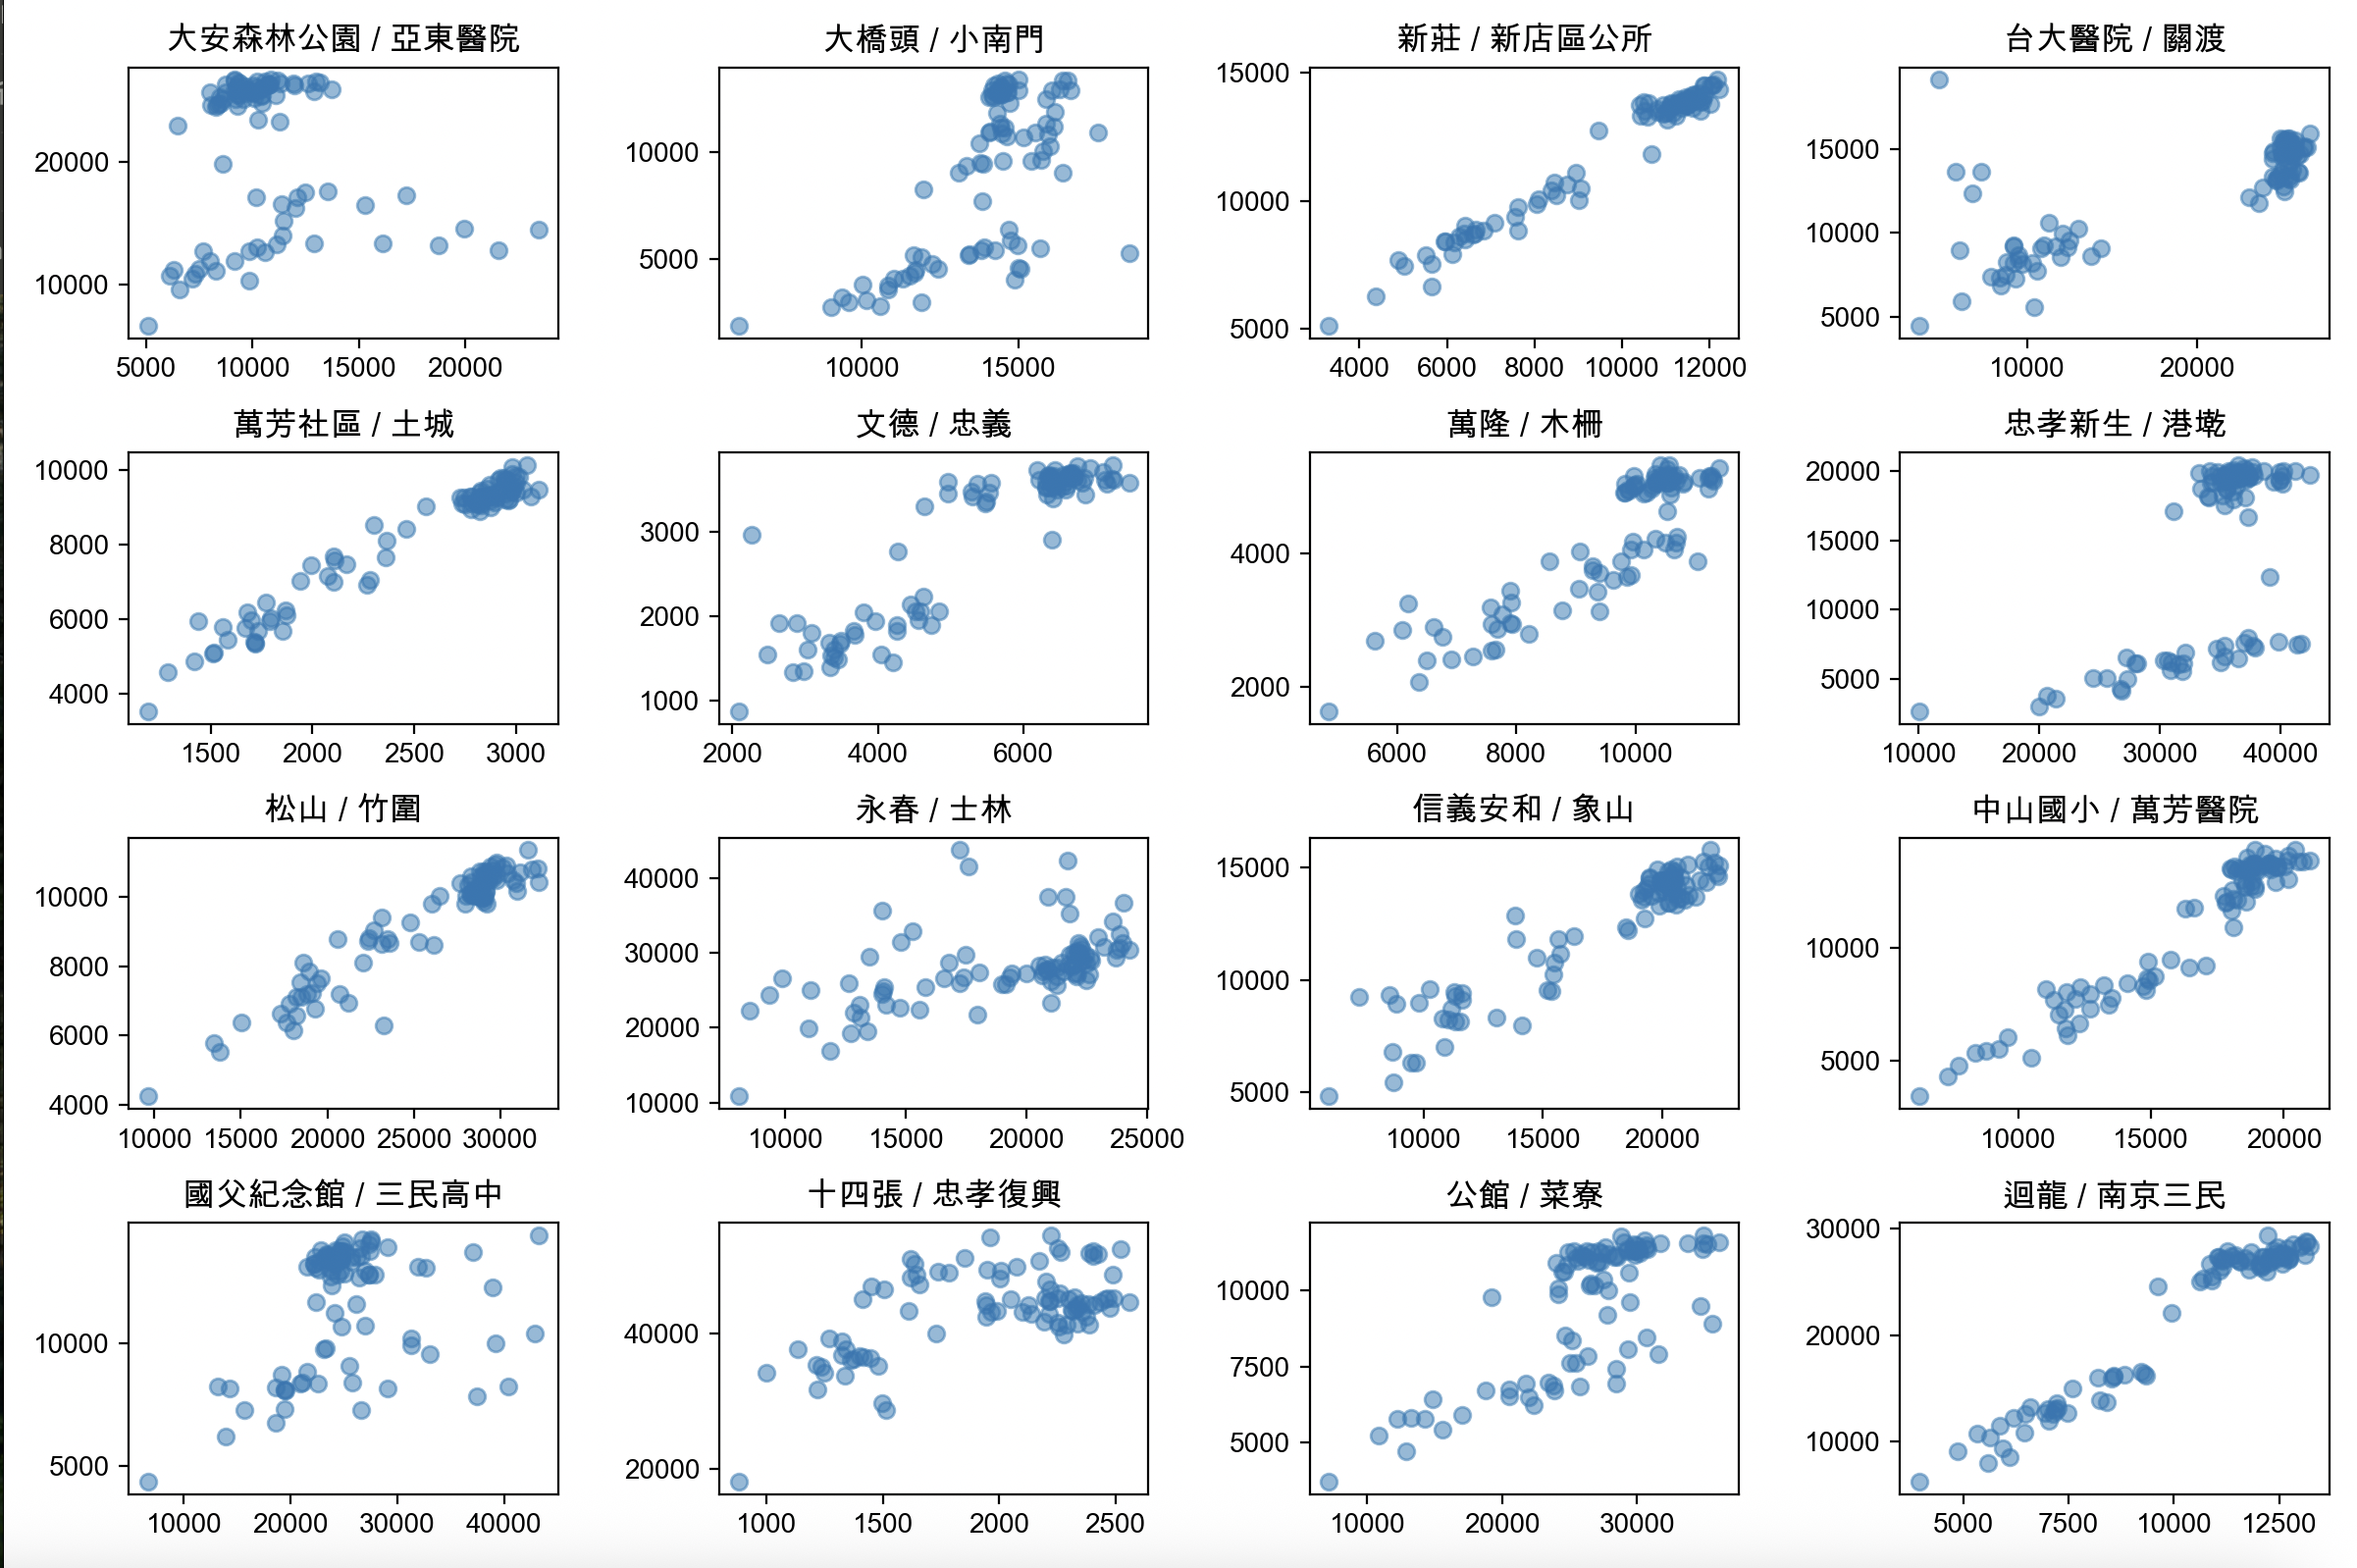 大安森林公園 / 亞東醫院
大橋頭 / 小南門
新莊 / 新店區公所
台大醫院 / 關渡
20000
10000
5000 10000 15000 20000
10000
5000
10000 15000
15000
10000
5000
4000 6000 8000 10000 12000
15000
10000
5000
10000 20000
萬芳社區 / 土城
文德 / 忠義
萬隆 / 木柵
忠孝新生 / 港墘
10000
8000
6000
4000
1500 2000 2500 3000
3000
2000
1000
2000 4000 6000
4000
2000
6000 8000 10000
20000
15000
10000
5000
10000 20000 30000 40000
松山 / 竹圍
永春 / 士林
信義安和 / 象山
中山國小 / 萬芳醫院
10000
8000
6000
4000
10000 15000 20000 25000 30000
40000
30000
20000
10000
10000 15000 20000 25000
15000
10000
5000
10000 15000 20000
10000
5000
10000 15000 20000
國父紀念館 / 三民高中
十四張 / 忠孝復興
公館 / 菜寮
迴龍 / 南京三民
10000
5000
10000 20000 30000 40000
40000
20000
1000 1500 2000 2500
10000
7500
5000
10000 20000 30000
30000
20000
10000
5000 7500 10000 12500